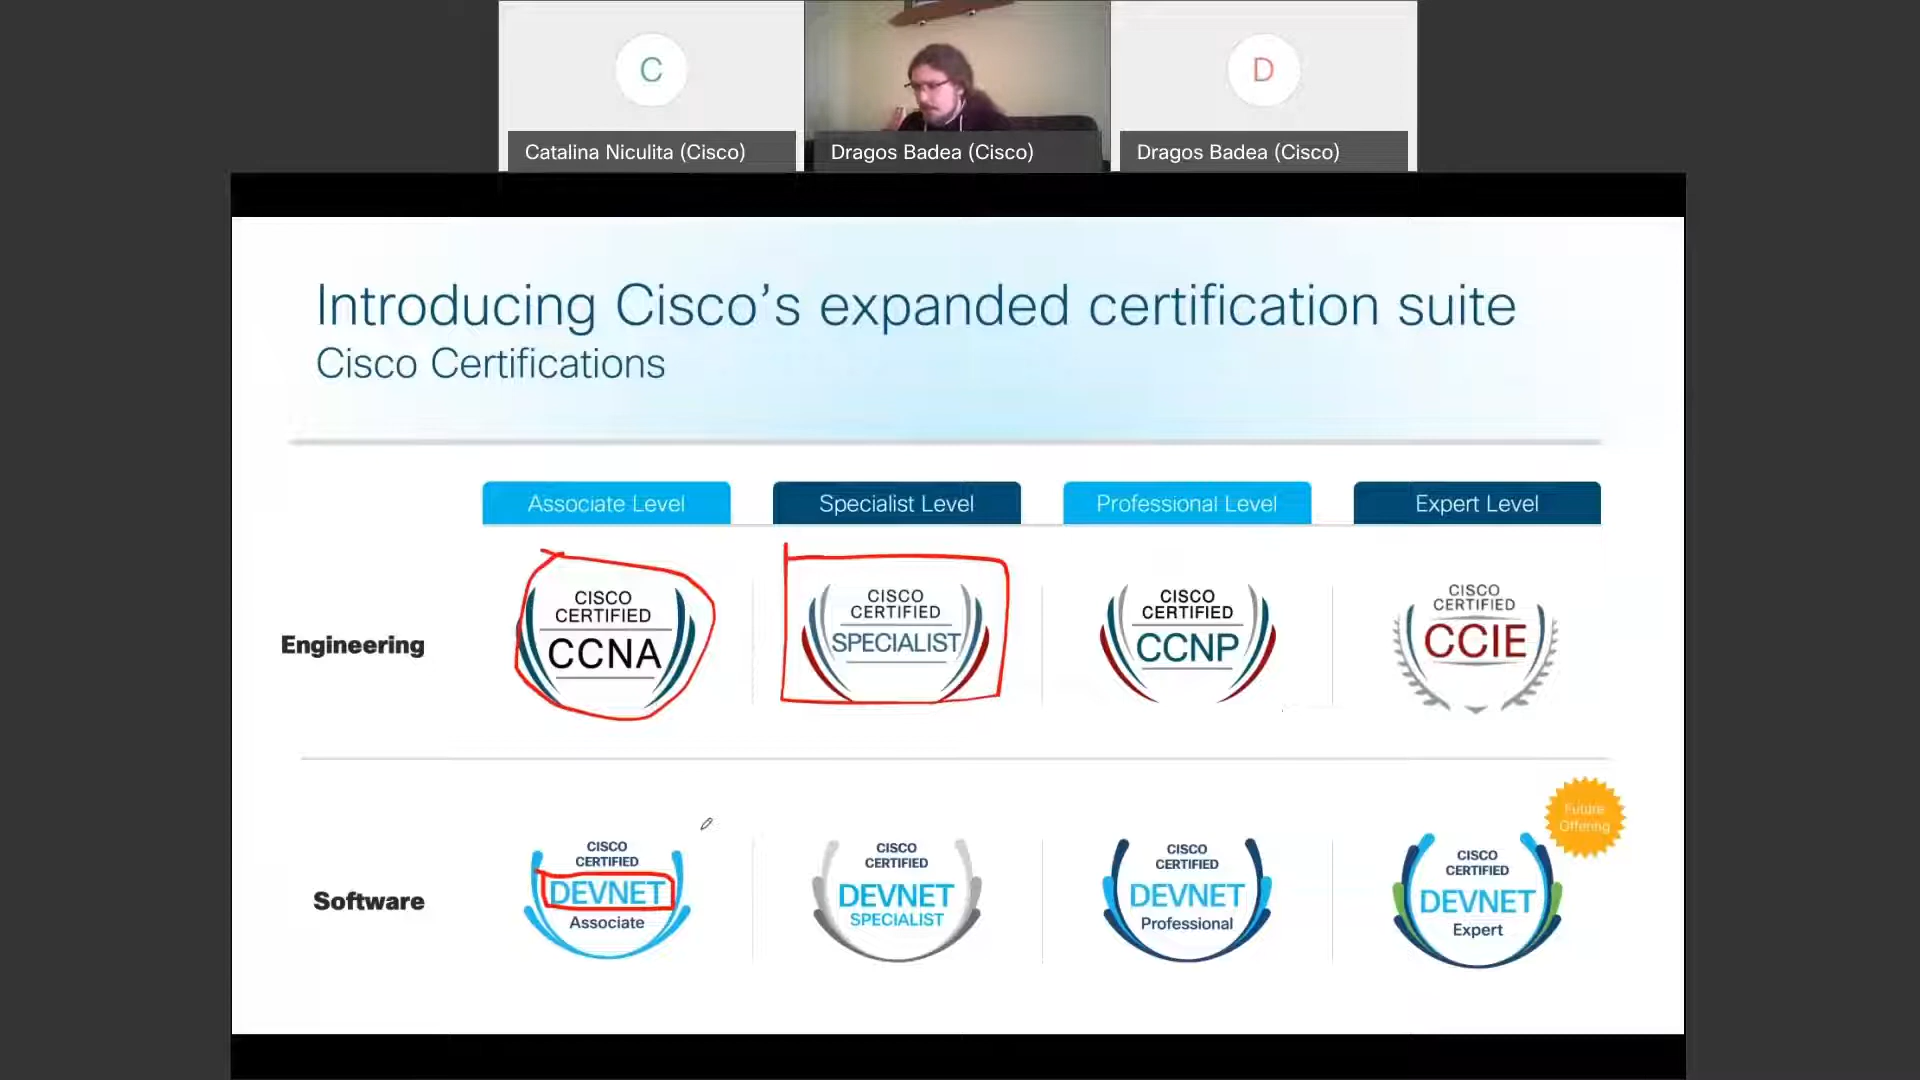 C
D
Catalina Niculita (Cisco)
Dragos Badea (Cisco)
Dragos Badea (Cisco)
Introducing Cisco’s expanded certification suite
Cisco Certifications
Associate Level
Specialist Level
Professional Level
Expert Level
Engineering
CISCO
CERTIFIED
CCNA
CISCO
CERTIFIED
SPECIALIST
CISCO
CERTIFIED
CCNP
CISCO
CERTIFIED
CCIE
Software
CISCO
CERTIFIED
DEVNET
Associate
CISCO
CERTIFIED
DEVNET
SPECIALIST
CISCO
CERTIFIED
DEVNET
Professional
Future
Offering
CISCO
CERTIFIED
DEVNET
Expert